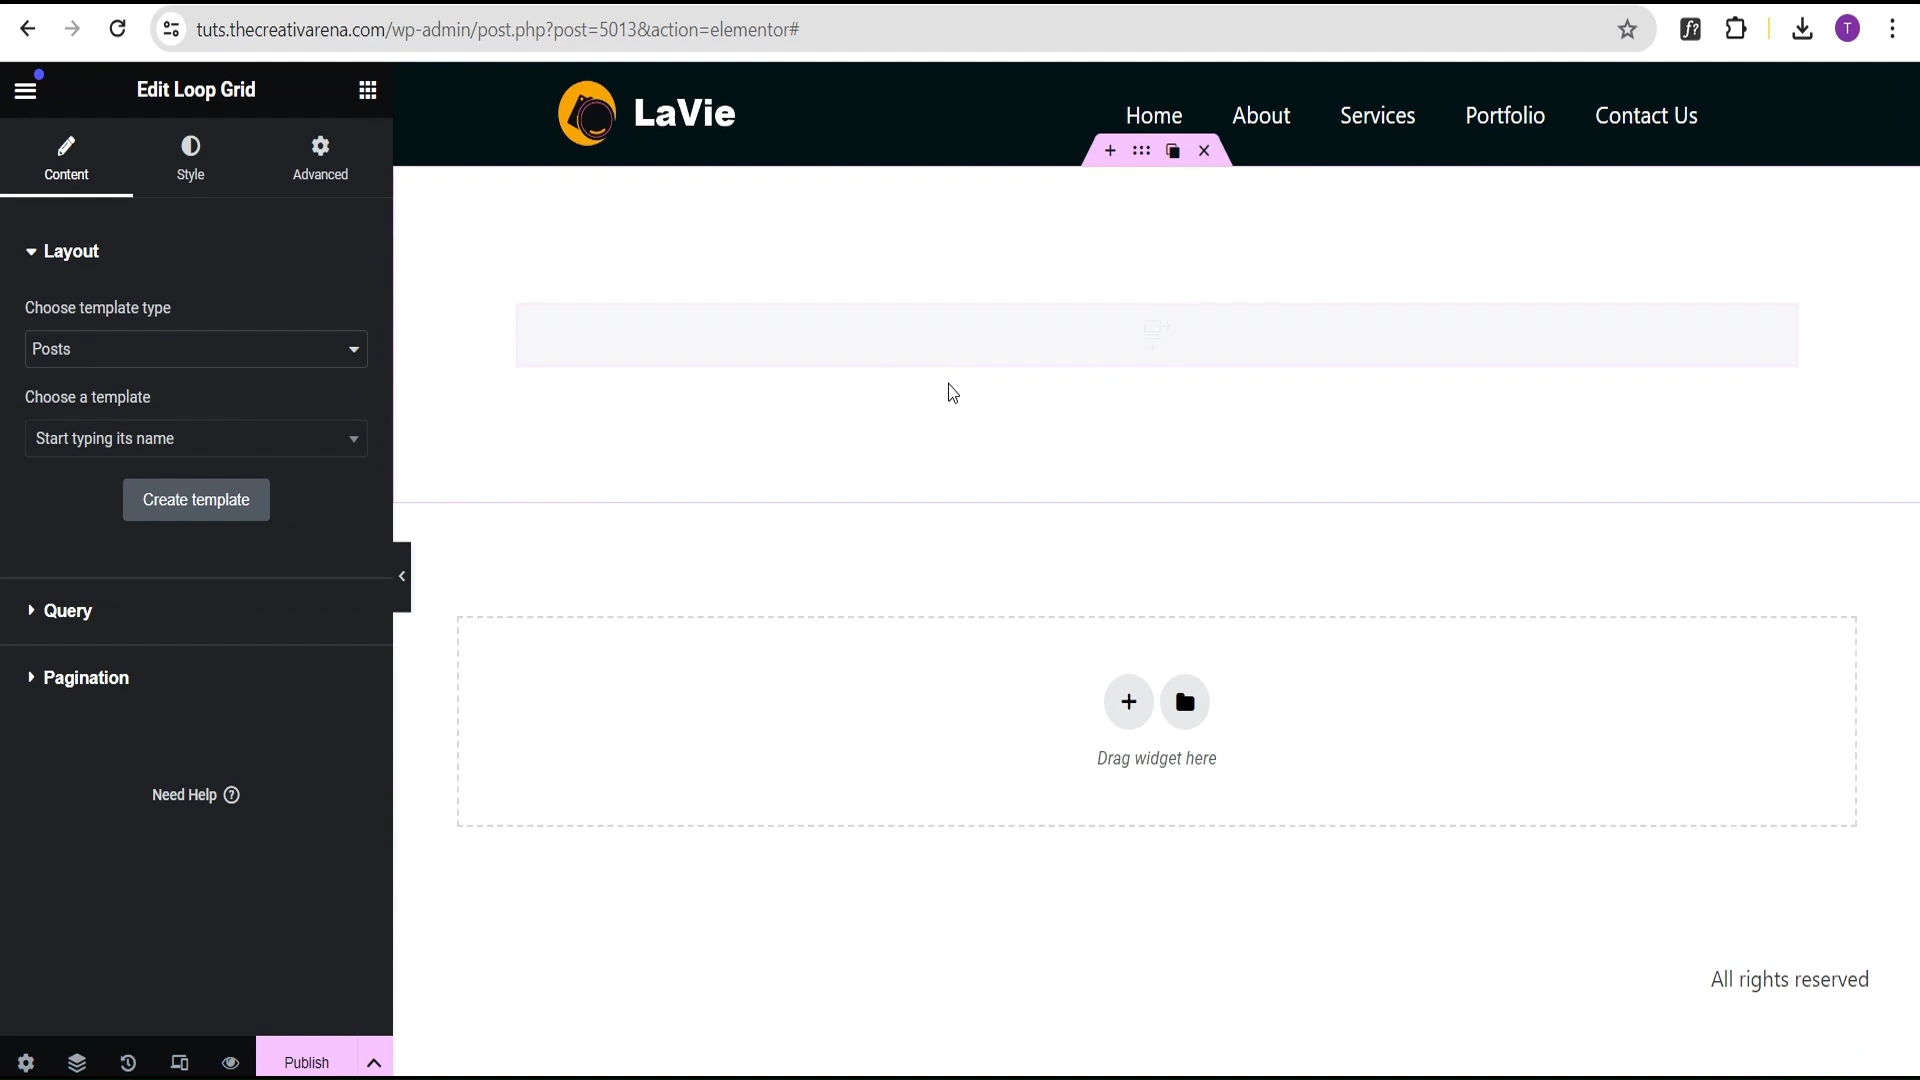 tuts.thecreativarena.com/wp-admin/post.php?post=5013&action=elementor#
T
Edit Loop Grid
Content
Style
Advanced
Layout
Choose template type
Posts
Choose a template
Start typing its name
Create template
Query
Pagination
Need Help ?
Publish
LaVie
Home
About
Services
Portfolio
Contact Us
Drag widget here
All rights reserved